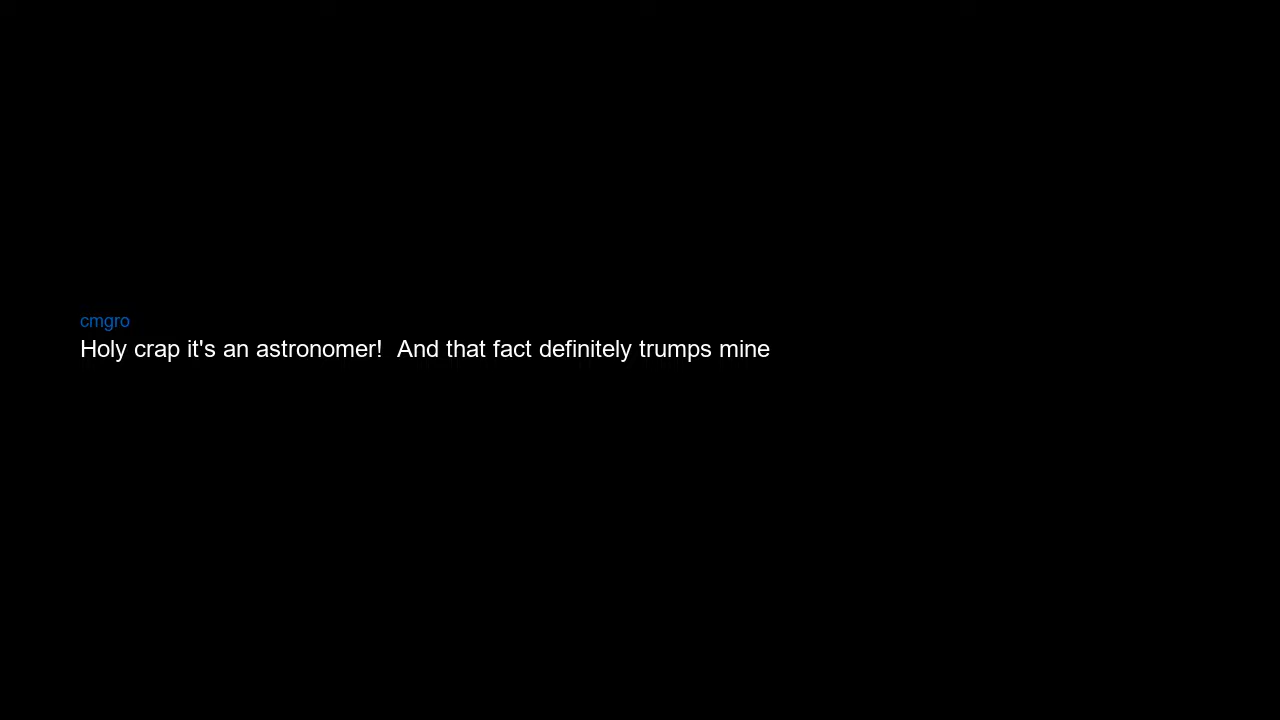 cmgro
Holy crap it's an astronomer!  And that fact definitely trumps mine